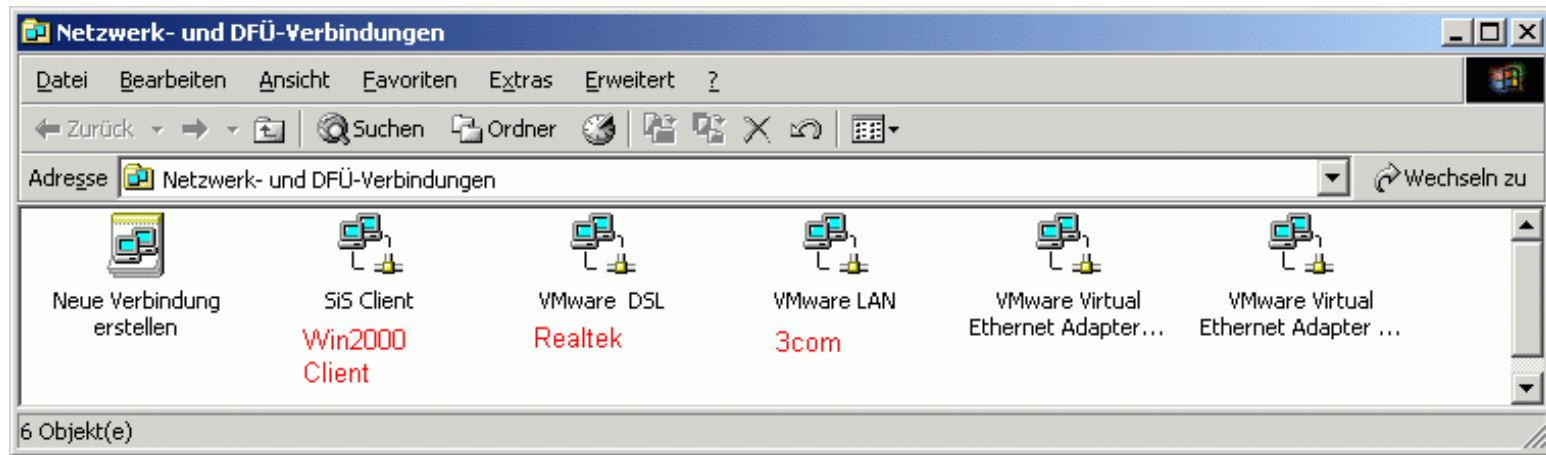 Netzwerk- und DFÜ-Verbindungen
Datei Bearbeiten Ansicht Favoriten Extras Erweitert ?
Zurück Suchen Ordner
Adresse Netzwerk- und DFÜ-Verbindungen Wechseln zu
Neue Verbindung erstellen
SiS Client
Win2000
Client
VMware DSL
Realtek
VMware LAN
3com
VMware Virtual
Ethernet Adapter...
VMware Virtual
Ethernet Adapter ...
6 Objekt(e)